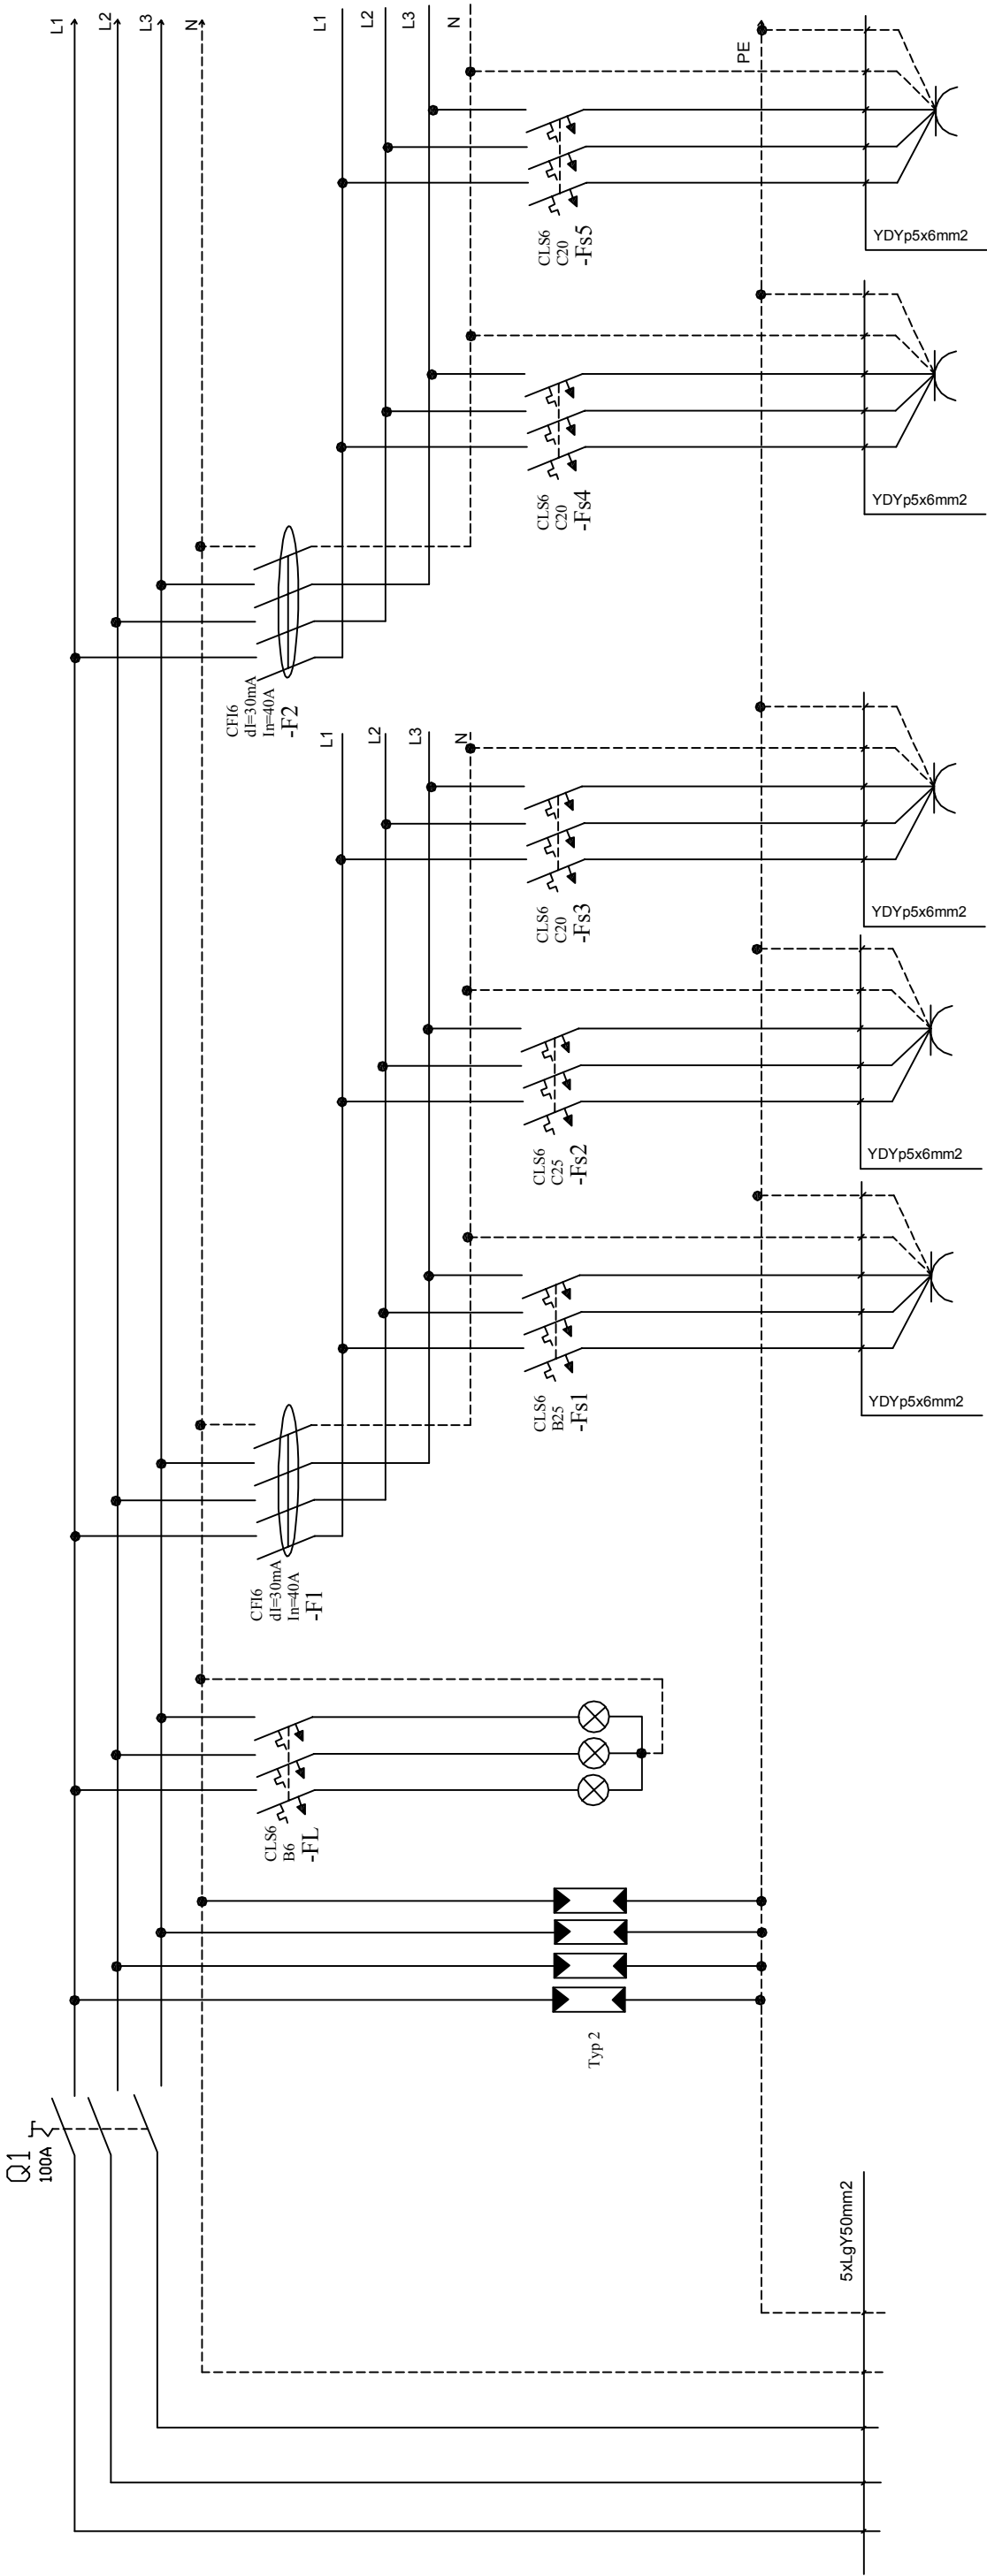 Q1
100A
5xLgY50mm2
Typ 2
CLS6
B6
-FL
CFI6
dI=30mA
In=40A
-F1
CLS6
B25
-Fs1
YDYp5x6mm2
CLS6
C25
-Fs2
YDYp5x6mm2
CLS6
C20
-Fs3
YDYp5x6mm2
L1
L2
L3
N
CFI6
dI=30mA
In=40A
-F2
CLS6
C20
-Fs4
YDYp5x6mm2
CLS6
C20
-Fs5
YDYp5x6mm2
L1
L2
L3
N
L1
L2
L3
N
PE